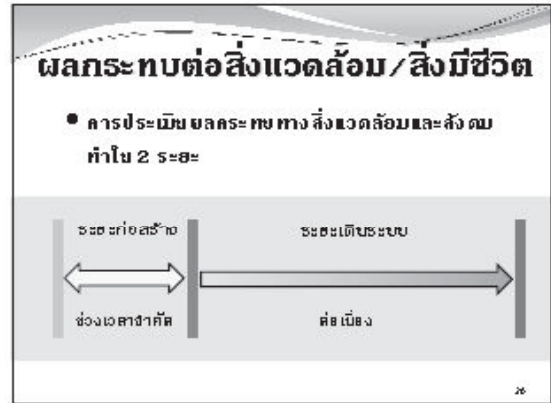 ผลกระทบต่อสิ่งแวดล้อม/สิ่งมีชีวิต
• การประเมินผลกระทบทางสิ่งแวดล้อมและสังคม
ทำใน 2 ระยะ
ระยะก่อสร้าง
ระยะเดินระบบ
ช่วงเวลาจำกัด
ต่อเนื่อง
26